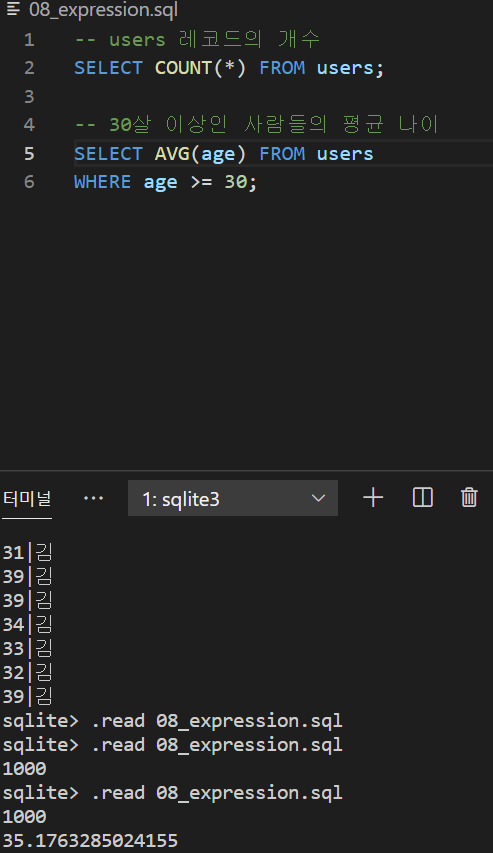 08_expression.sql
1 -- users 레코드의 개수
2 SELECT COUNT(*) FROM users;
3
4 -- 30살 이상인 사람들의 평균 나이
5 SELECT AVG(age) FROM users
6 WHERE age >= 30;
터미널 ··· 1: sqlite3
31|김
39|김
39|김
34|김
33|김
32|김
39|김
sqlite> .read 08_expression.sql
sqlite> .read 08_expression.sql
1000
sqlite> .read 08_expression.sql
1000
35.1763285024155